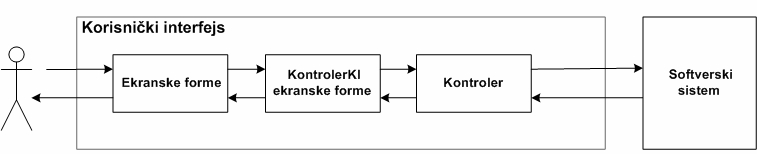 Korisnički interfejs
Ekranske forme
KontrolerKI
ekranske forme
Kontroler
Softverski
sistem